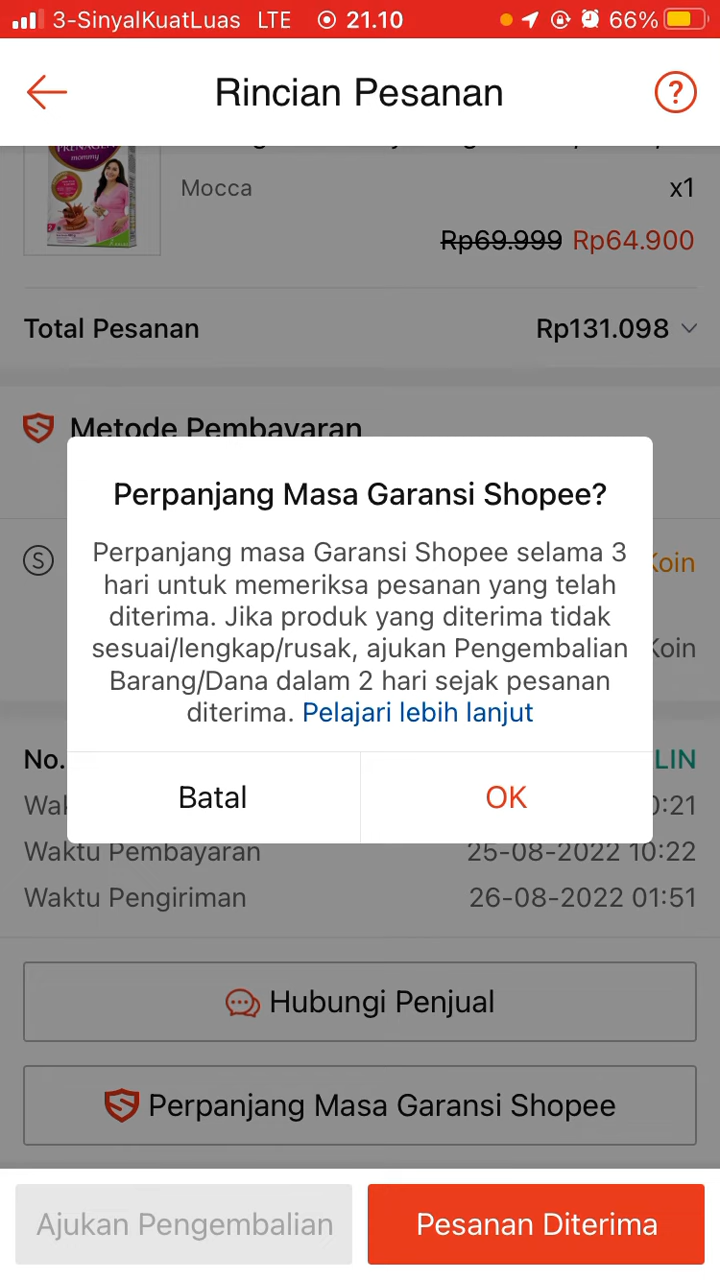 3-SinyalKuatLuas LTE 21.10 66%
Rincian Pesanan
?
PRENAGEN
mommy
Mocca x1
Rp69.999 Rp64.900
Total Pesanan Rp131.098
Metode Pembayaran
Perpanjang Masa Garansi Shopee?
Perpanjang masa Garansi Shopee selama 3
hari untuk memeriksa pesanan yang telah
diterima. Jika produk yang diterima tidak
sesuai/lengkap/rusak, ajukan Pengembalian
Barang/Dana dalam 2 hari sejak pesanan
diterima. Pelajari lebih lanjut
S
Koin
Koin
Batal OK
No. LIN
0:21
Waktu Pembayaran 25-08-2022 10:22
Waktu Pengiriman 26-08-2022 01:51
Hubungi Penjual
Perpanjang Masa Garansi Shopee
Ajukan Pengembalian Pesanan Diterima